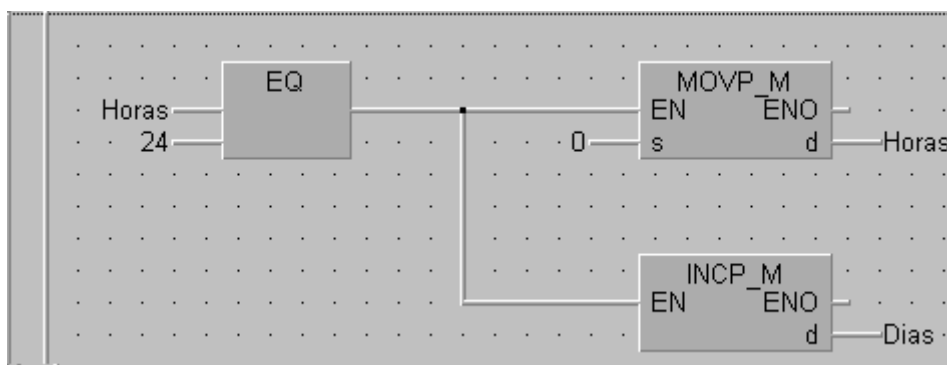 EQ
Horas
24
MOVP_M
EN ENO
0 s d Horas
INCP_M
EN ENO
d Dias